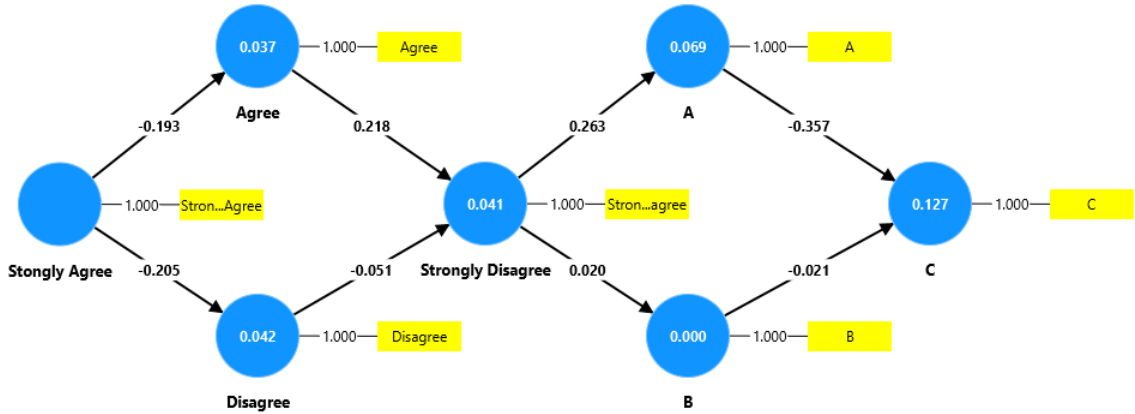 0.037
1.000
Agree
0.069
1.000
A
Agree
A
-0.193
0.218
0.263
-0.357
1.000
Stron...Agree
0.041
1.000
Stron...agree
0.127
1.000
C
Stongly Agree
-0.205
-0.051
Strongly Disagree
0.020
-0.021
C
0.042
1.000
Disagree
0.000
1.000
B
Disagree
B